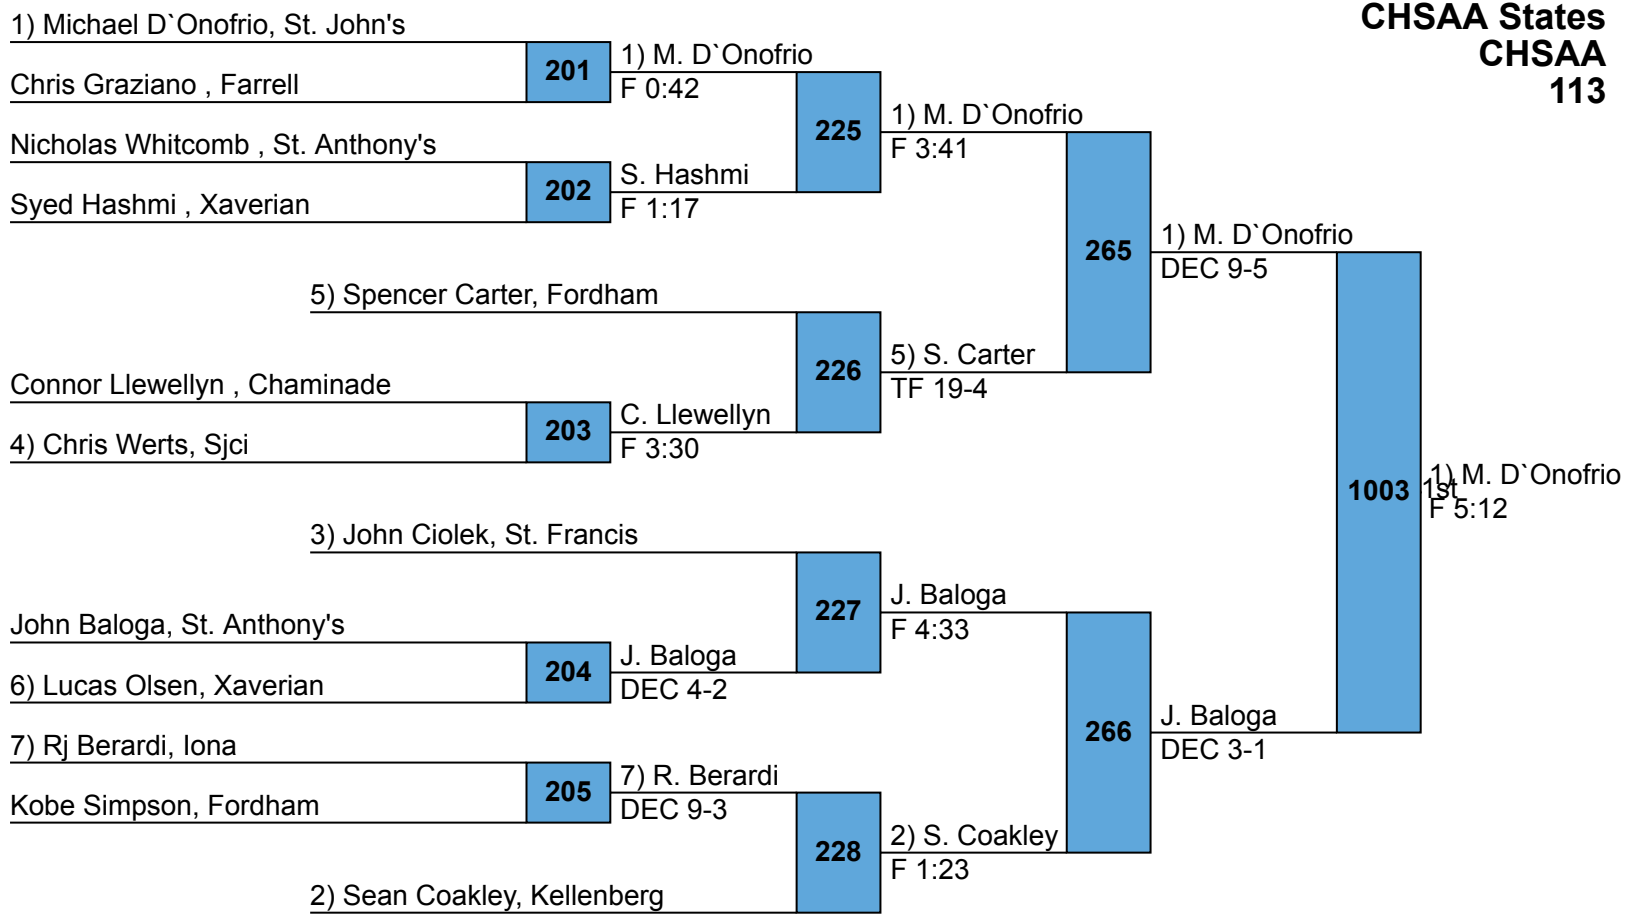 CHSAA States
CHSAA
113
1) Michael D`Onofrio, St. John's
201
1) M. D`Onofrio
F 0:42
Chris Graziano , Farrell
225
1) M. D`Onofrio
F 3:41
Nicholas Whitcomb , St. Anthony's
202
S. Hashmi
F 1:17
Syed Hashmi , Xaverian
265
1) M. D`Onofrio
DEC 9-5
5) Spencer Carter, Fordham
226
5) S. Carter
TF 19-4
Connor Llewellyn , Chaminade
203
C. Llewellyn
F 3:30
4) Chris Werts, Sjci
1003
1st
1) M. D`Onofrio
F 5:12
3) John Ciolek, St. Francis
227
J. Baloga
F 4:33
John Baloga, St. Anthony's
204
J. Baloga
DEC 4-2
6) Lucas Olsen, Xaverian
266
J. Baloga
DEC 3-1
7) Rj Berardi, Iona
205
7) R. Berardi
DEC 9-3
Kobe Simpson, Fordham
228
2) S. Coakley
F 1:23
2) Sean Coakley, Kellenberg